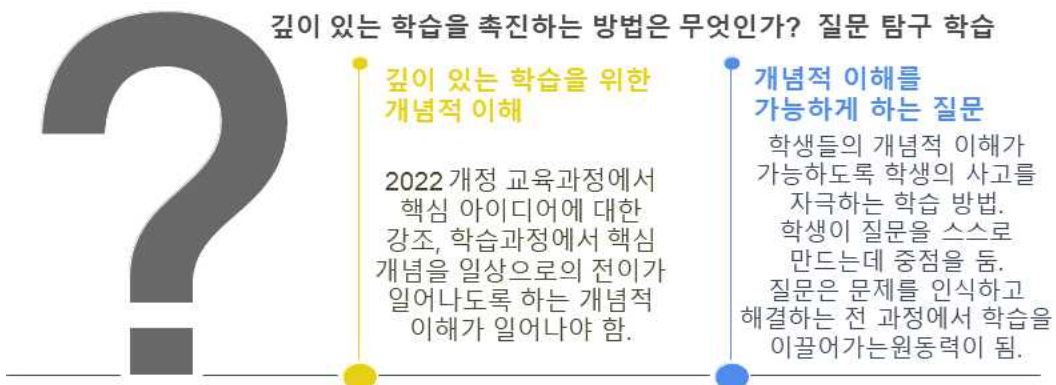 깊이 있는 학습을 촉진하는 방법은 무엇인가? 질문 탐구 학습
깊이 있는 학습을 위한
개념적 이해
2022 개정 교육과정에서
핵심 아이디어에 대한
강조, 학습과정에서 핵심
개념을 일상으로의 전이가
일어나도록 하는 개념적
이해가 일어나야 함.
개념적 이해를
가능하게 하는 질문
학생들의 개념적 이해가
가능하도록 학생의 사고를
자극하는 학습 방법.
학생이 질문을 스스로
만드는데 중점을 둠.
질문은 문제를 인식하고
해결하는 전 과정에서 학습을
이끌어가는원동력이 됨.